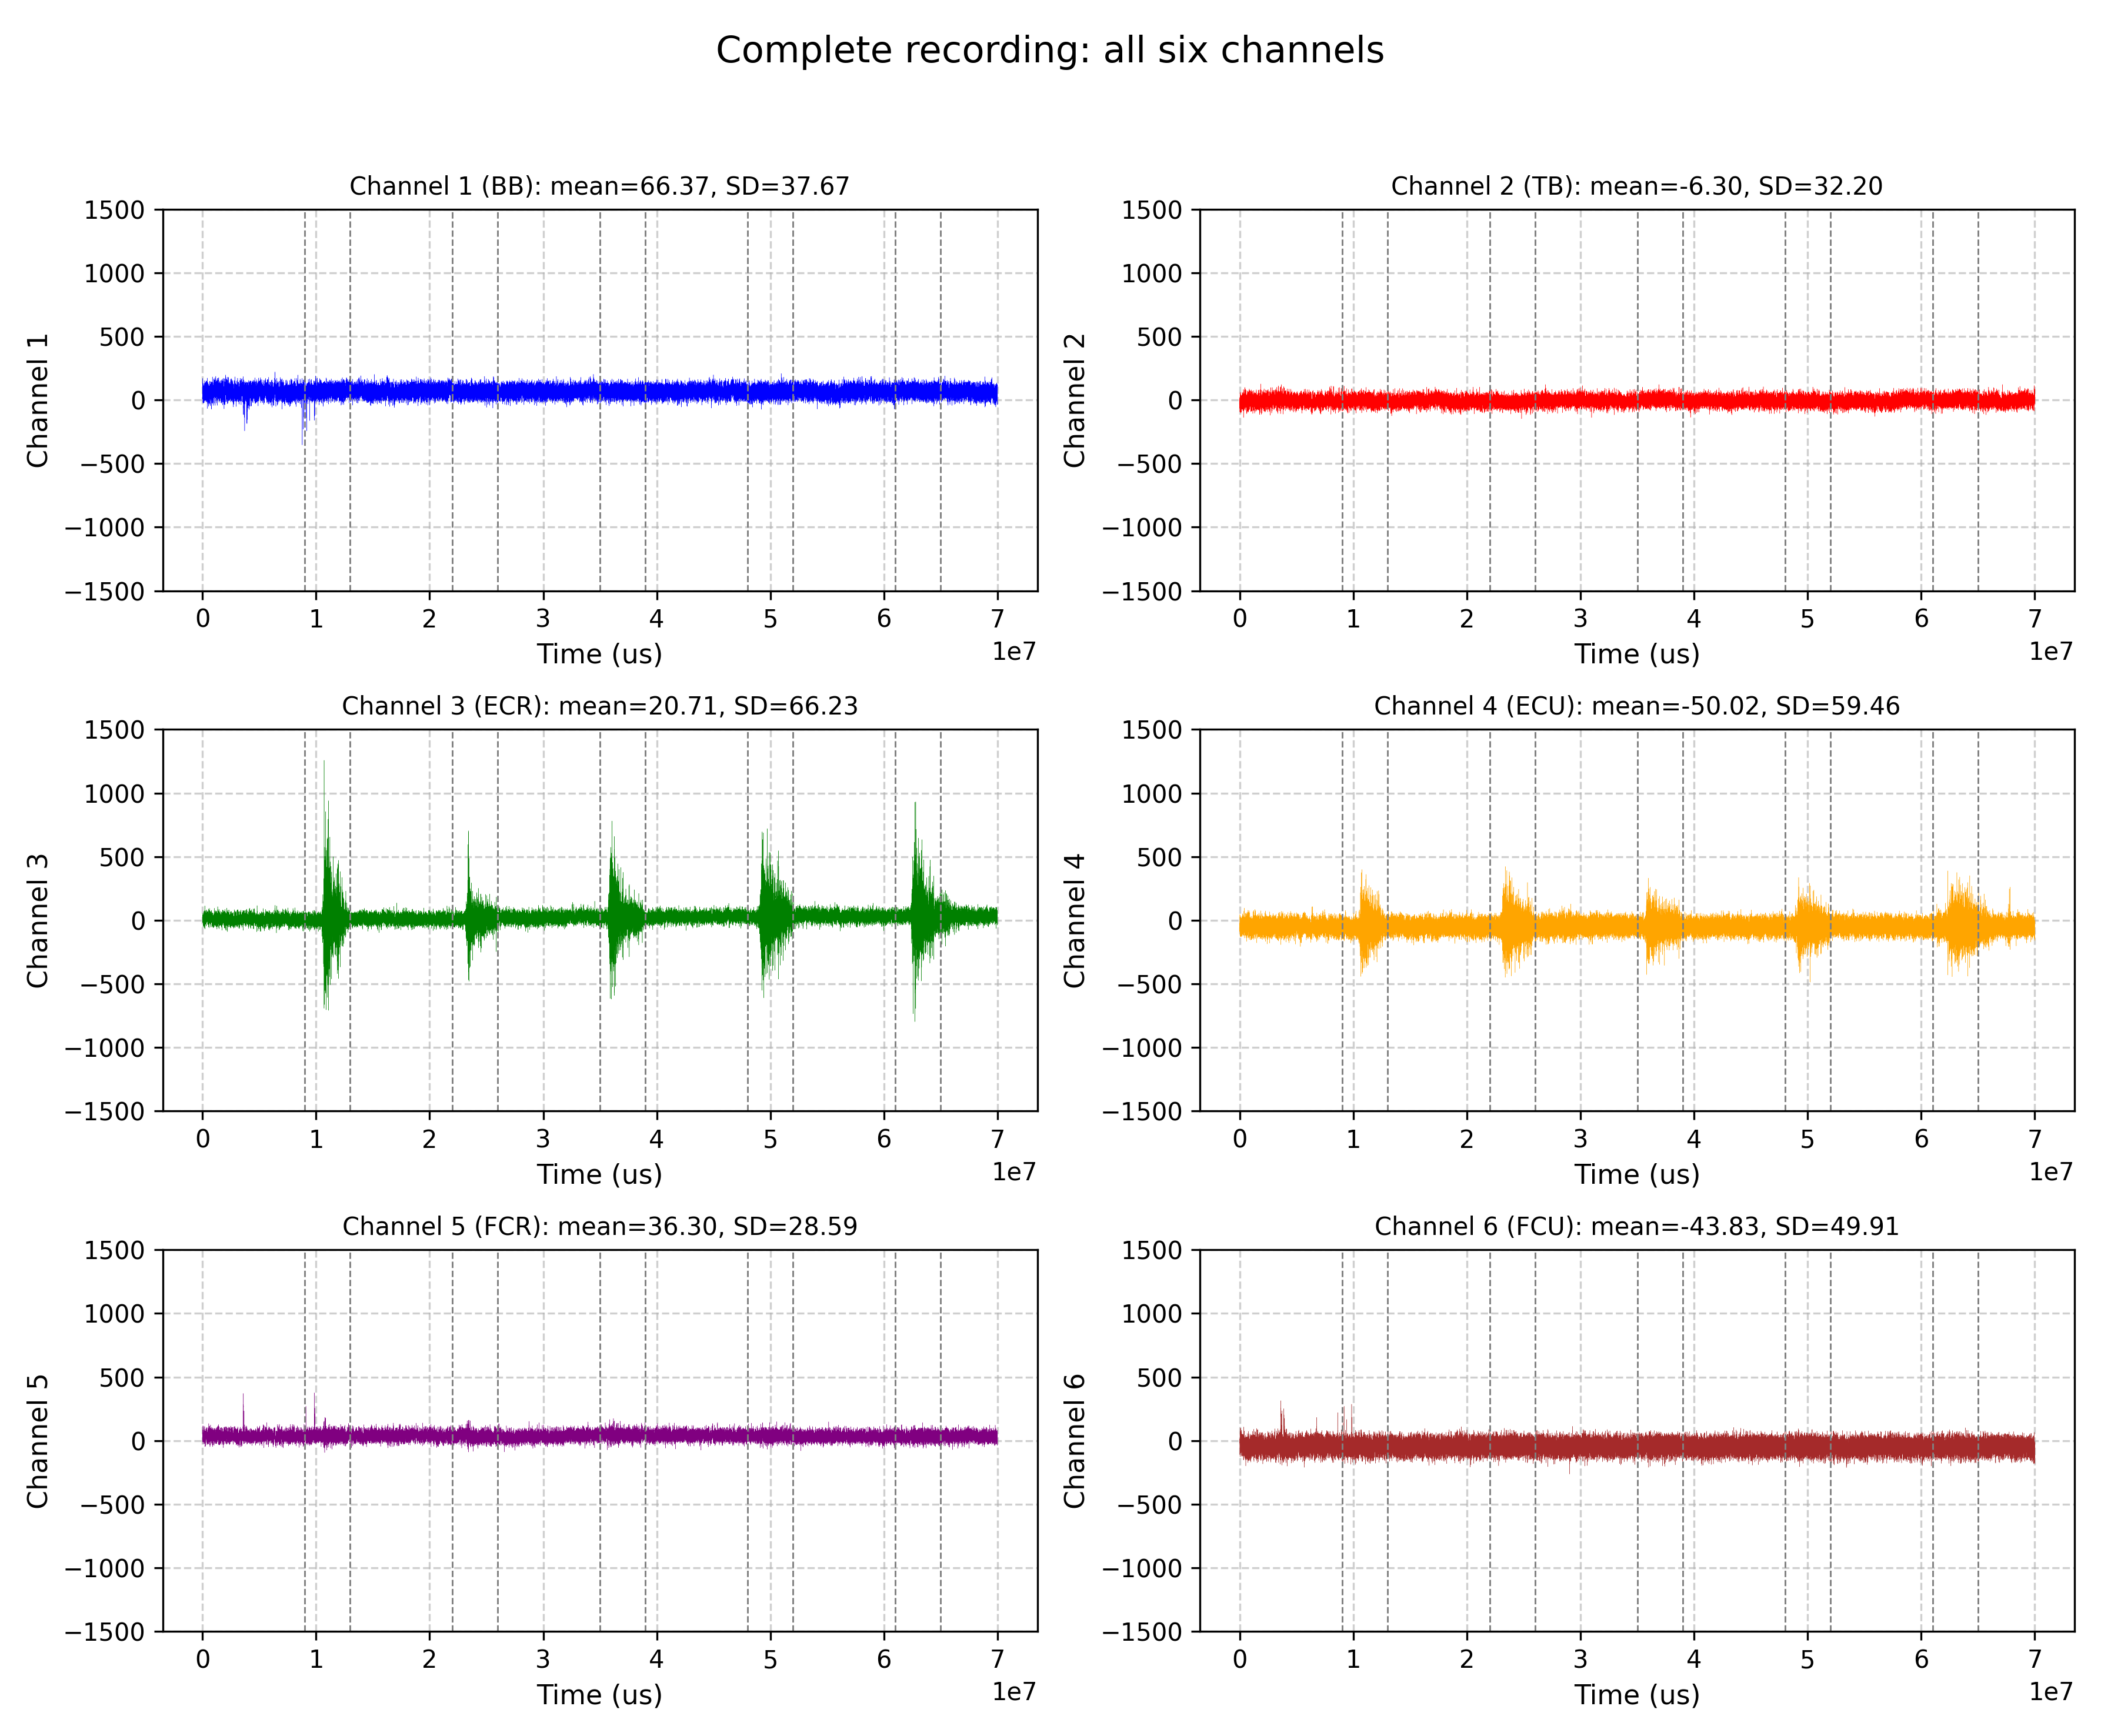 Complete recording: all six channels
Channel 1 (BB): mean=66.37, SD=37.67
1500
1000
500
0
−500
−1000
−1500
Channel 1
0 1 2 3 4 5 6 7
Time (us)
1e7
Channel 2 (TB): mean=-6.30, SD=32.20
1500
1000
500
0
−500
−1000
−1500
Channel 2
0 1 2 3 4 5 6 7
Time (us)
1e7
Channel 3 (ECR): mean=20.71, SD=66.23
1500
1000
500
0
−500
−1000
−1500
Channel 3
0 1 2 3 4 5 6 7
Time (us)
1e7
Channel 4 (ECU): mean=-50.02, SD=59.46
1500
1000
500
0
−500
−1000
−1500
Channel 4
0 1 2 3 4 5 6 7
Time (us)
1e7
Channel 5 (FCR): mean=36.30, SD=28.59
1500
1000
500
0
−500
−1000
−1500
Channel 5
0 1 2 3 4 5 6 7
Time (us)
1e7
Channel 6 (FCU): mean=-43.83, SD=49.91
1500
1000
500
0
−500
−1000
−1500
Channel 6
0 1 2 3 4 5 6 7
Time (us)
1e7